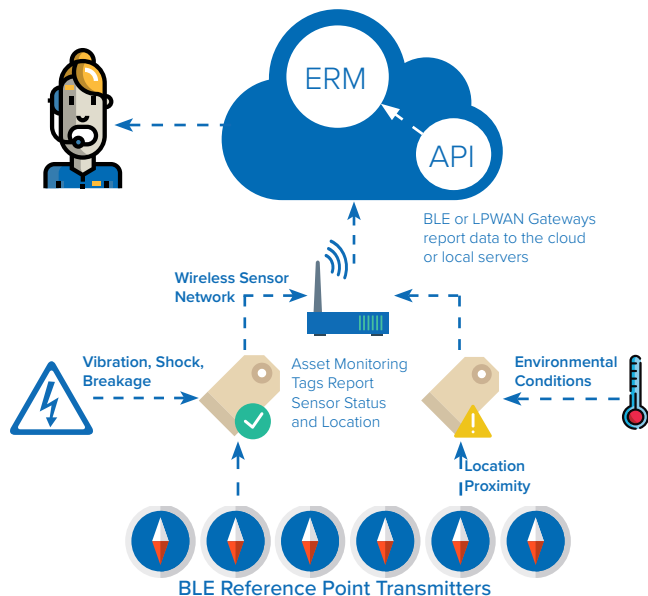 ERM
API
BLE or LPWAN Gateways
report data to the cloud
or local servers
Wireless Sensor
Network
Vibration, Shock,
Breakage
Asset Monitoring
Tags Report
Sensor Status
and Location
Environmental
Conditions
Location
Proximity
BLE Reference Point Transmitters